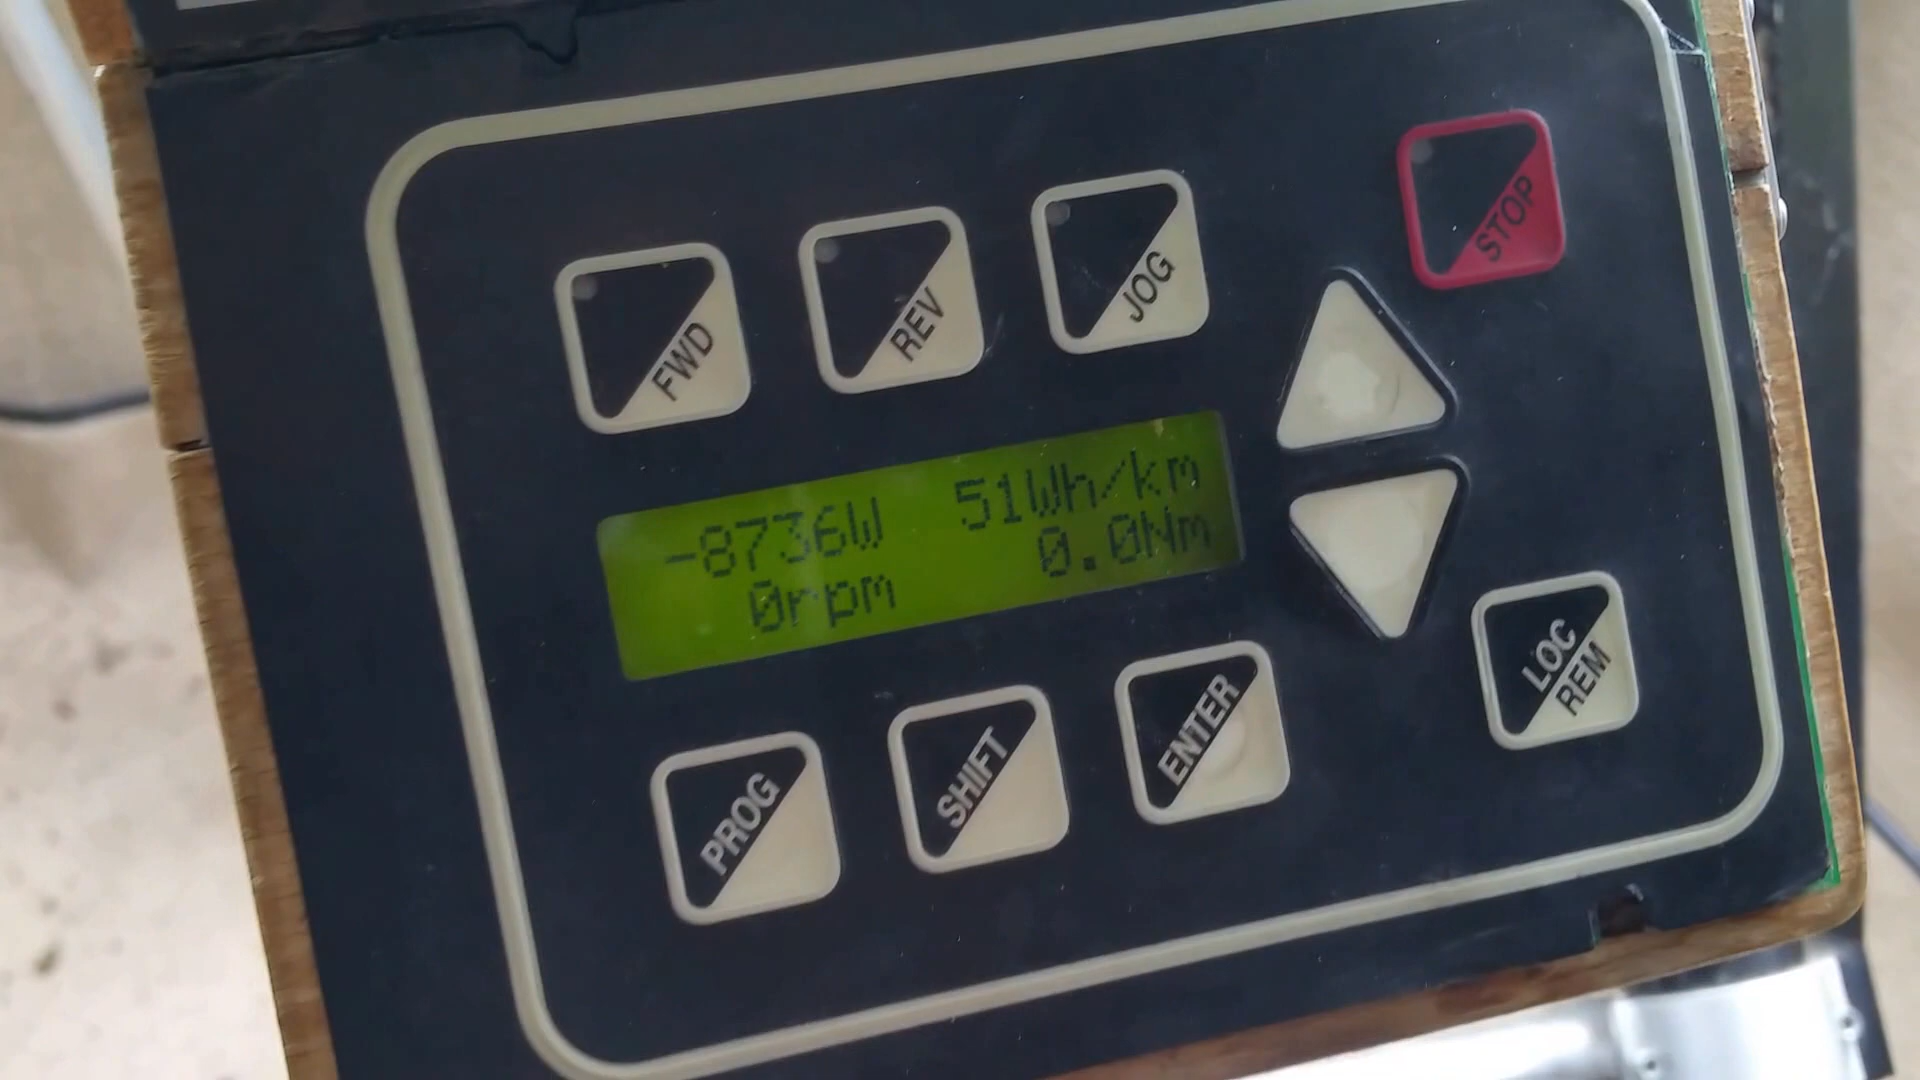 STOP
FWD
REV
JOG
-8736W 51Wh/km
0rpm 0.0Nm
LOC
REM
PROG
SHIFT
ENTER